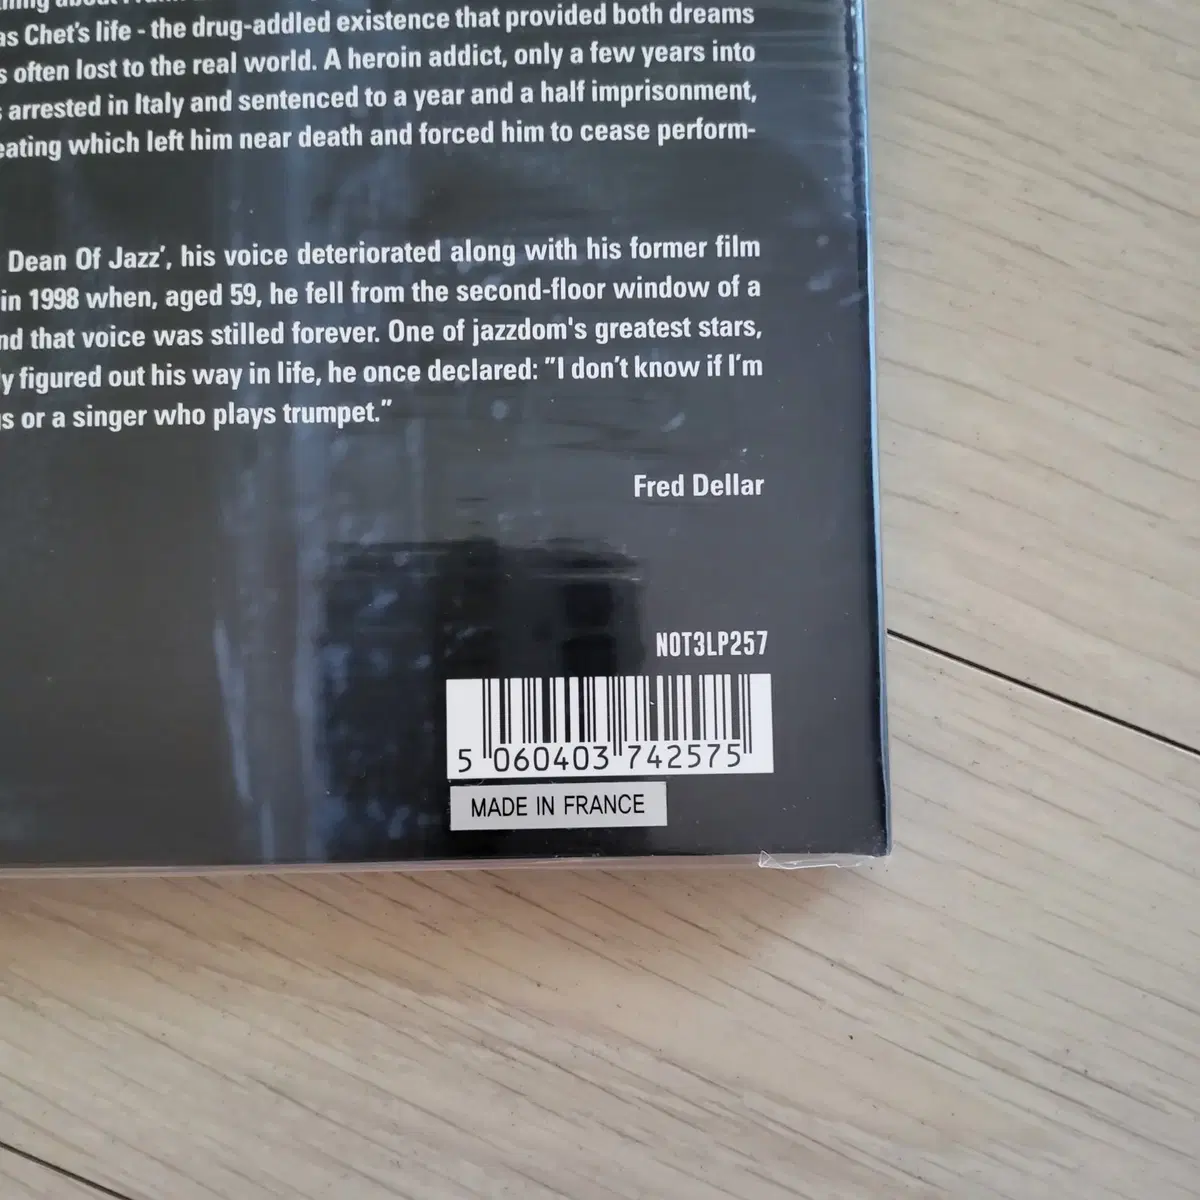 as Chet's life - the drug-addled existence that provided both dreams
s often lost to the real world. A heroin addict, only a few years into
s arrested in Italy and sentenced to a year and a half imprisonment,
eating which left him near death and forced him to cease perform-
Dean Of Jazz', his voice deteriorated along with his former film
in 1998 when, aged 59, he fell from the second-floor window of a
nd that voice was stilled forever. One of jazzdom's greatest stars,
y figured out his way in life, he once declared: "I don't know if I'm
s or a singer who plays trumpet."
Fred Dellar
NOT3LP257
5 060403 742575
MADE IN FRANCE